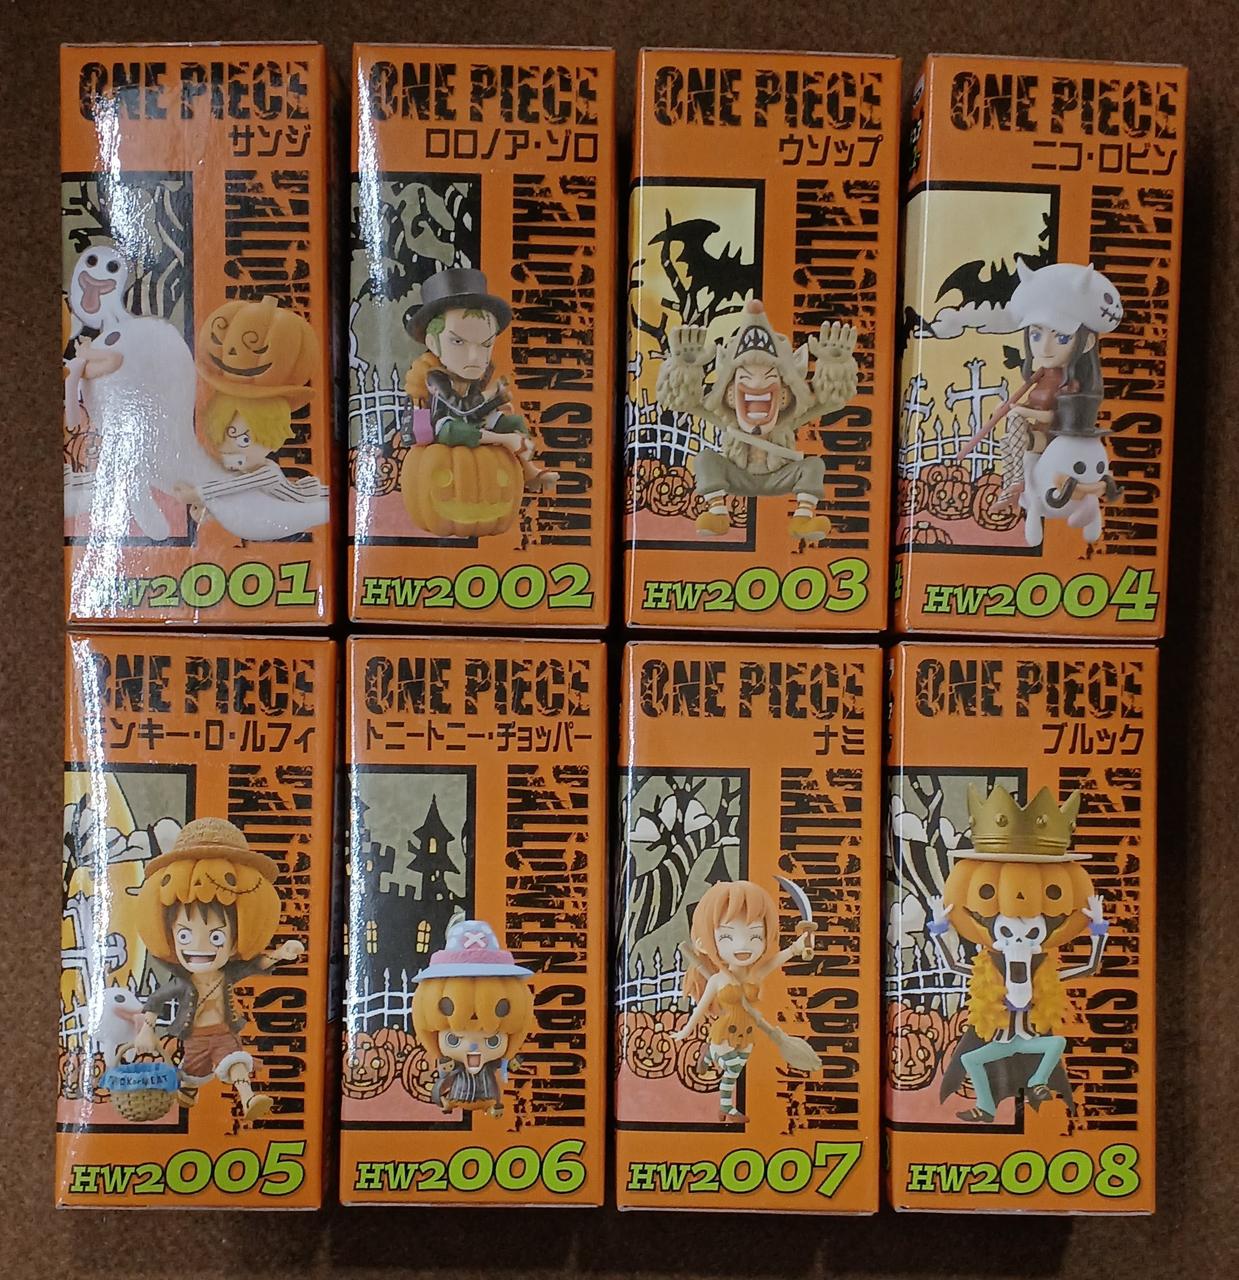 ONE PIECE
サンジ
HALLOWEEN SPECIAL
HW2001
ONE PIECE
ロロノア・ゾロ
HALLOWEEN SPECIAL
HW2002
ONE PIECE
ウソップ
HALLOWEEN SPECIAL
HW2003
ONE PIECE
ニコ・ロビン
HALLOWEEN SPECIAL
HW2004
ONE PIECE
モンキー・D・ルフィ
HALLOWEEN SPECIAL
HW2005
ONE PIECE
トニートニー・チョッパー
HALLOWEEN SPECIAL
HW2006
ONE PIECE
ナミ
HALLOWEEN SPECIAL
HW2007
ONE PIECE
ブルック
HALLOWEEN SPECIAL
HW2008